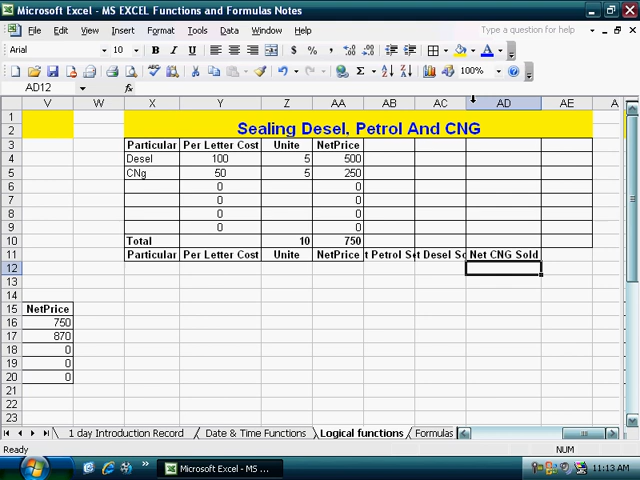 Microsoft Excel - MS EXCEL Functions and Formulas Notes
File Edit View Insert Format Tools Data Window Help
Type a question for help
Arial 10 B I U $ % ,
100%
AD12 fx
V W X Y Z AA AB AC AD AE A
1
2 Sealing Desel, Petrol And CNG
3 Particular Per Letter Cost Unite NetPrice
4 Desel 100 5 500
5 CNg 50 5 250
6 0 0
7 0 0
8 0 0
9 0 0
10 Total 10 750
11 Particular Per Letter Cost Unite NetPrice t Petrol Se t Desel So Net CNG Sold
12
13
14
15 NetPrice
16 750
17 870
18 0
19 0
20 0
21
22
23
1 day Introduction Record Date & Time Functions Logical functions Formulas
Ready NUM
start Microsoft Excel - MS ... 11:13 AM